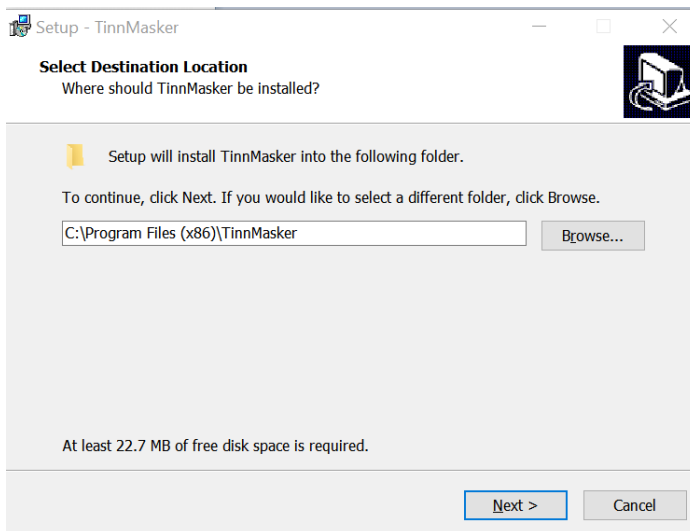 Setup - TinnMasker
Select Destination Location
Where should TinnMasker be installed?
Setup will install TinnMasker into the following folder.
To continue, click Next. If you would like to select a different folder, click Browse.
C:\Program Files (x86)\TinnMasker
Browse...
At least 22.7 MB of free disk space is required.
Next >
Cancel